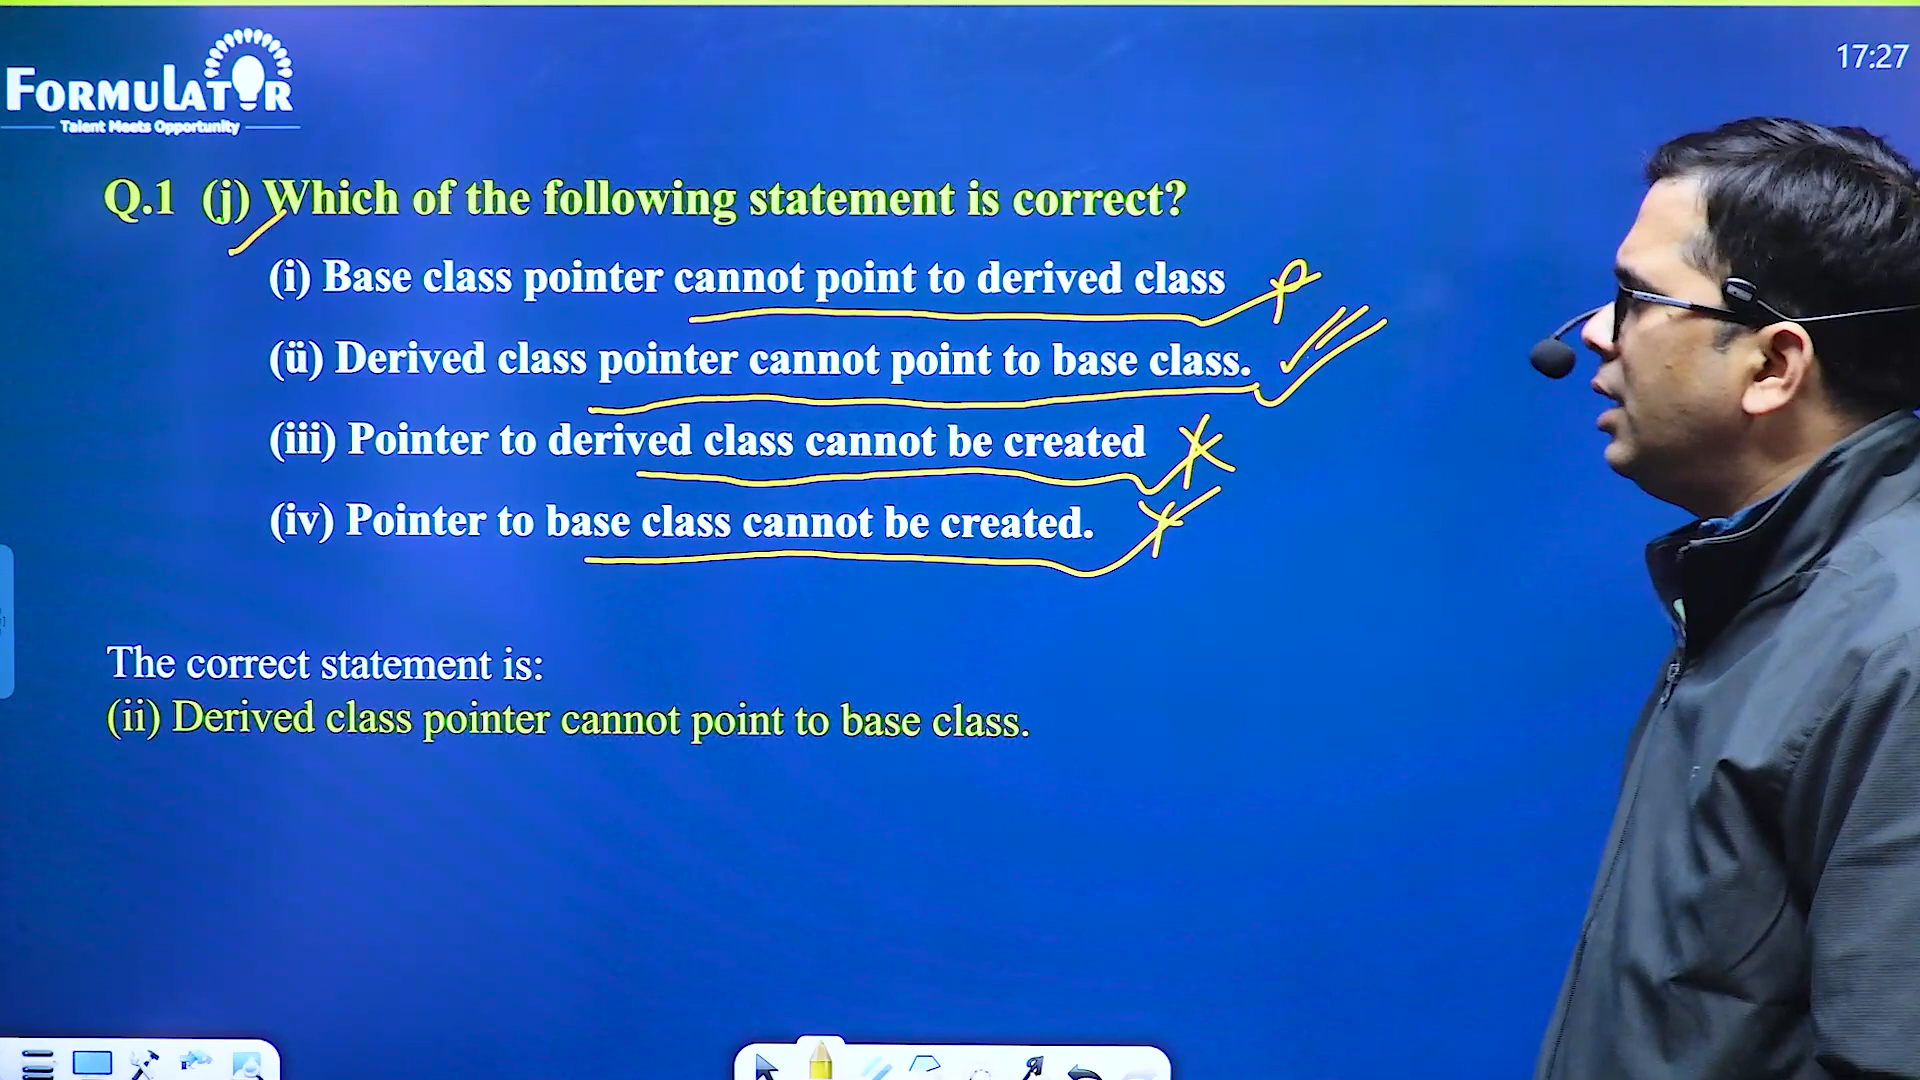 FORMULATOR
Talent Meets Opportunity
17:27
Q.1 (j) Which of the following statement is correct?
(i) Base class pointer cannot point to derived class
(ü) Derived class pointer cannot point to base class.
(iii) Pointer to derived class cannot be created
(iv) Pointer to base class cannot be created.
The correct statement is:
(ii) Derived class pointer cannot point to base class.